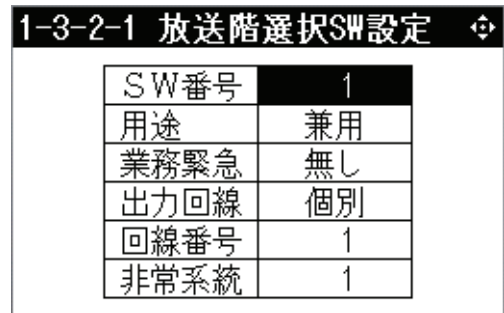 1-3-2-1 放送階選択SW設定
SW番号 1
用途 兼用
業務緊急 無し
出力回線 個別
回線番号 1
非常系統 1